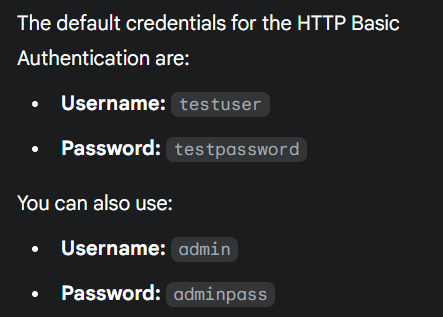 The default credentials for the HTTP Basic
Authentication are:
• Username: testuser
• Password: testpassword
You can also use:
• Username: admin
• Password: adminpass